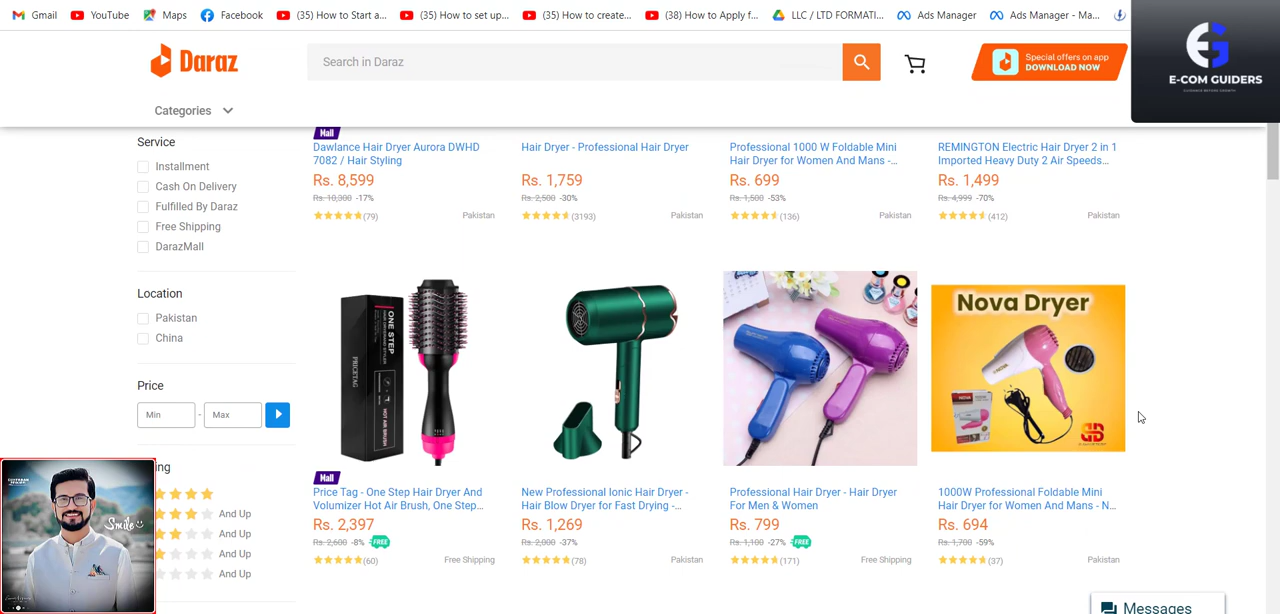 Gmail
YouTube
Maps
Facebook
(35) How to Start a...
(35) How to set up...
(35) How to create...
(38) How to Apply f...
LLC / LTD FORMATI...
Ads Manager
Ads Manager - Ma...
Daraz
Search in Daraz
Special offers on app
DOWNLOAD NOW
E-COM GUIDERS
GUIDANCE BEFORE GROWTH
Categories
Service
Installment
Cash On Delivery
Fulfilled By Daraz
Free Shipping
DarazMall
Location
Pakistan
China
Price
Min - Max
ing
And Up
And Up
And Up
And Up
Mall
Dawlance Hair Dryer Aurora DWHD
7082 / Hair Styling
Rs. 8,599
Rs. 10,300 -17%
(79) Pakistan
Hair Dryer - Professional Hair Dryer
Rs. 1,759
Rs. 2,500 -30%
(3193) Pakistan
Professional 1000 W Foldable Mini
Hair Dryer for Women And Mans -...
Rs. 699
Rs. 1,500 -53%
(136) Pakistan
REMINGTON Electric Hair Dryer 2 in 1
Imported Heavy Duty 2 Air Speeds...
Rs. 1,499
Rs. 4,999 -70%
(412) Pakistan
ONE STEP
PRICETAG
HOT AIR BRUSH
Mall
Price Tag - One Step Hair Dryer And
Volumizer Hot Air Brush, One Step...
Rs. 2,397
Rs. 2,600 -8% FREE
(60) Free Shipping
New Professional Ionic Hair Dryer -
Hair Blow Dryer for Fast Drying -...
Rs. 1,269
Rs. 2,000 -37%
(78) Pakistan
Professional Hair Dryer - Hair Dryer
For Men & Women
Rs. 799
Rs. 1,100 -27% FREE
(171) Free Shipping
Nova Dryer
NOVA
1000W Professional Foldable Mini
Hair Dryer for Women And Mans - N...
Rs. 694
Rs. 1,700 -59%
(37) Pakistan
Smile
Messages